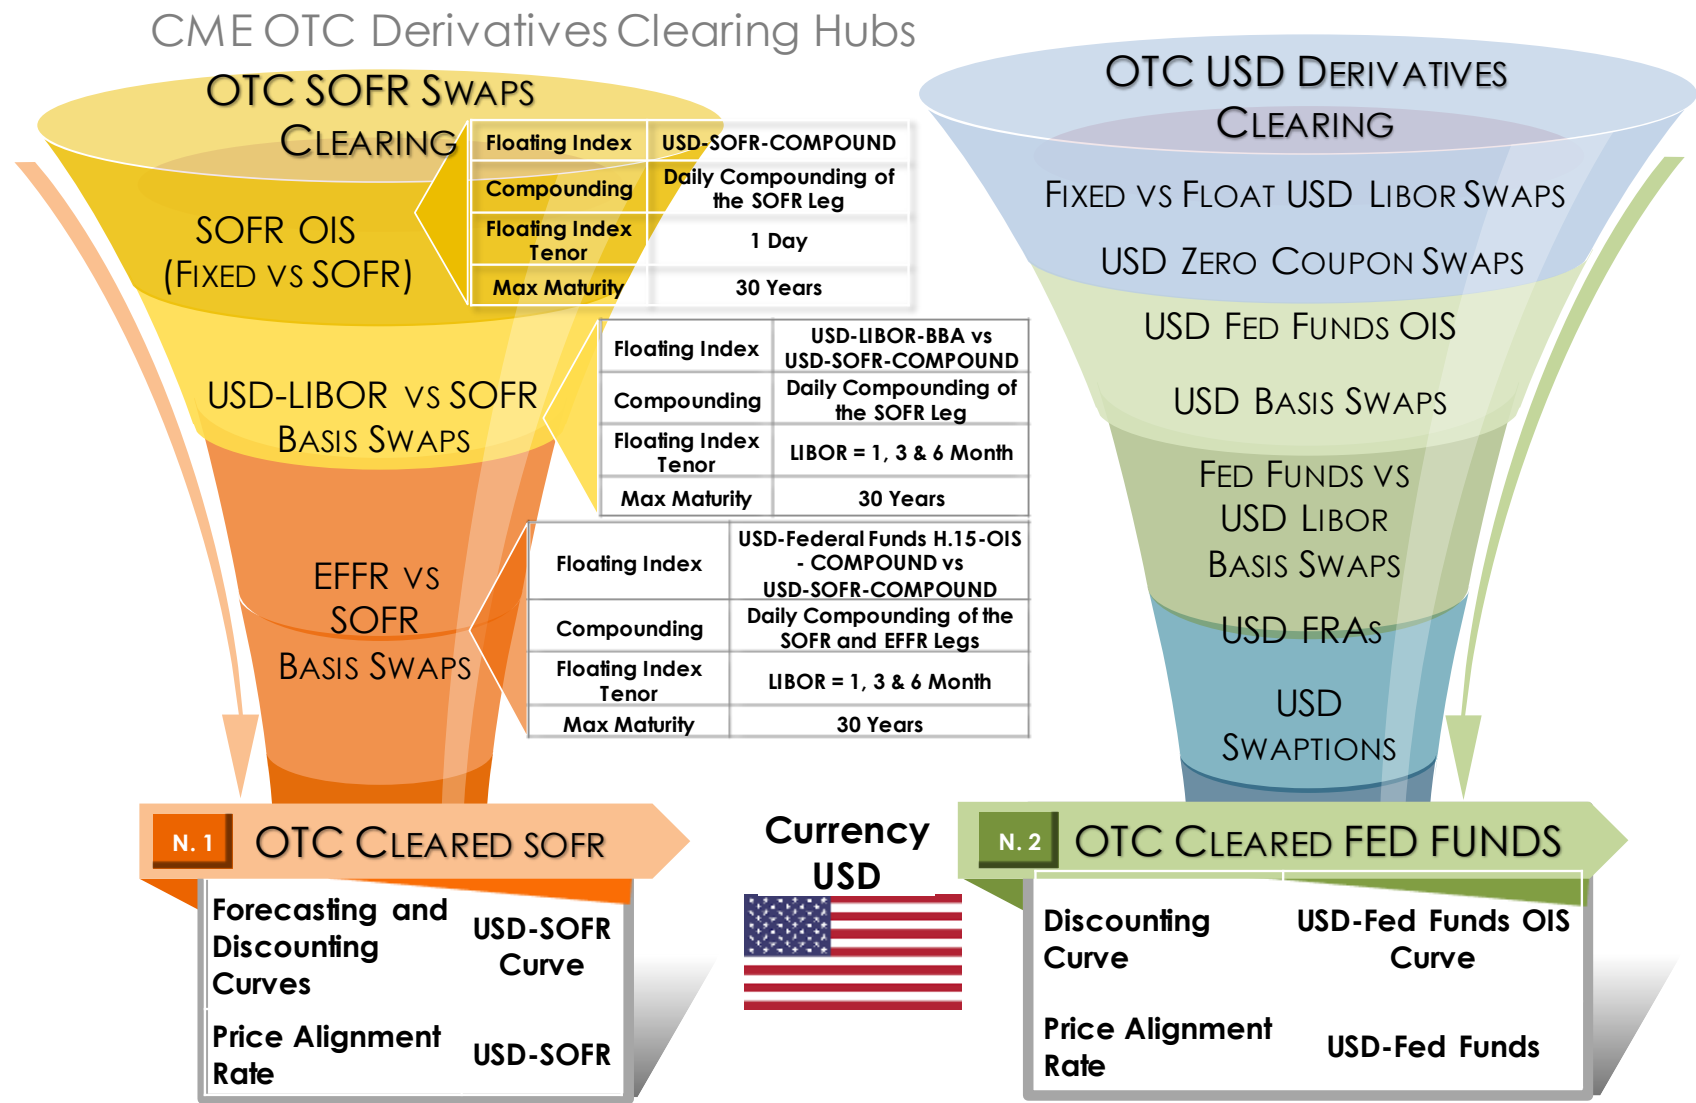 CME OTC Derivatives Clearing Hubs
OTC SOFR SWAPS
CLEARING
SOFR OIS
(FIXED VS SOFR)
USD-LIBOR VS SOFR
BASIS SWAPS
EFFR VS
SOFR
BASIS SWAPS
Floating Index
USD-SOFR-COMPOUND
Compounding
Daily Compounding of
the SOFR Leg
Floating Index
Tenor
1 Day
Max Maturity
30 Years
Floating Index
USD-LIBOR-BBA vs
USD-SOFR-COMPOUND
Compounding
Daily Compounding of
the SOFR Leg
Floating Index
Tenor
LIBOR = 1, 3 & 6 Month
Max Maturity
30 Years
Floating Index
USD-Federal Funds H.15-OIS
- COMPOUND vs
USD-SOFR-COMPOUND
Compounding
Daily Compounding of the
SOFR and EFFR Legs
Floating Index
Tenor
LIBOR = 1, 3 & 6 Month
Max Maturity
30 Years
OTC USD DERIVATIVES
CLEARING
FIXED VS FLOAT USD LIBOR SWAPS
USD ZERO COUPON SWAPS
USD FED FUNDS OIS
USD BASIS SWAPS
FED FUNDS VS
USD LIBOR
BASIS SWAPS
USD FRAS
USD
SWAPTIONS
N. 1
OTC CLEARED SOFR
Forecasting and
Discounting
Curves
USD-SOFR
Curve
Price Alignment
Rate
USD-SOFR
Currency
USD
N. 2
OTC CLEARED FED FUNDS
Discounting
Curve
USD-Fed Funds OIS
Curve
Price Alignment
Rate
USD-Fed Funds